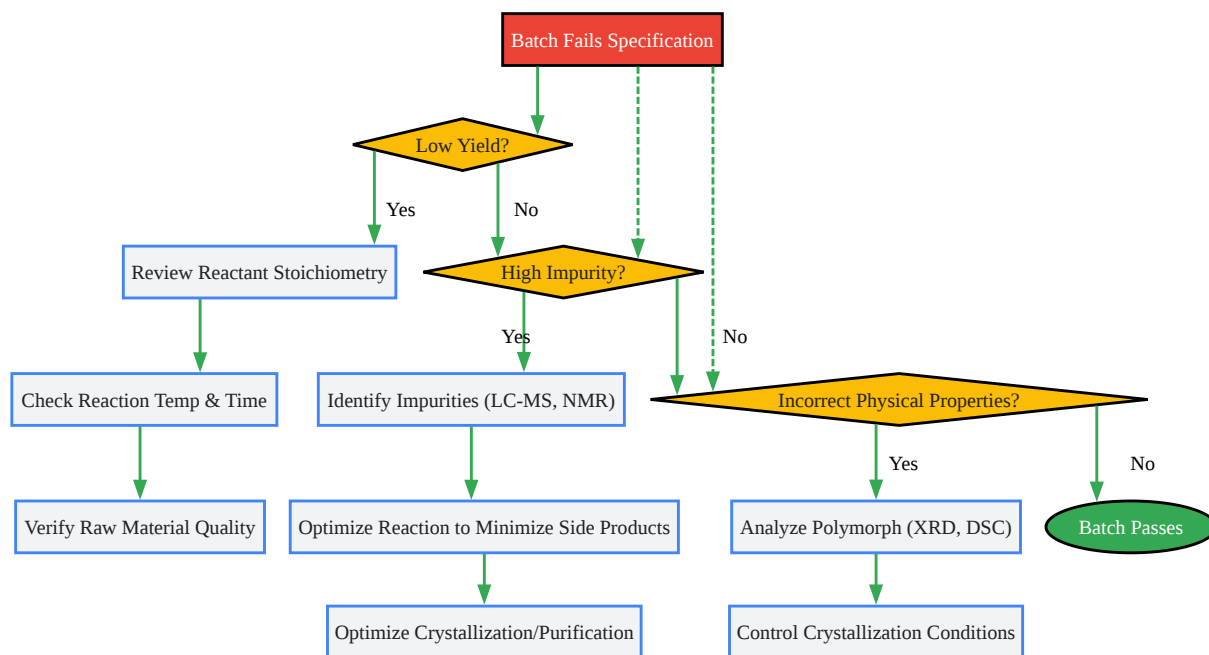 Batch Fails Specification
Low Yield?
Yes
No
Review Reactant Stoichiometry
High Impurity?
Yes
No
Check Reaction Temp & Time
Identify Impurities (LC-MS, NMR)
Incorrect Physical Properties?
Yes
No
Verify Raw Material Quality
Optimize Reaction to Minimize Side Products
Analyze Polymorph (XRD, DSC)
Batch Passes
Optimize Crystallization/Purification
Control Crystallization Conditions